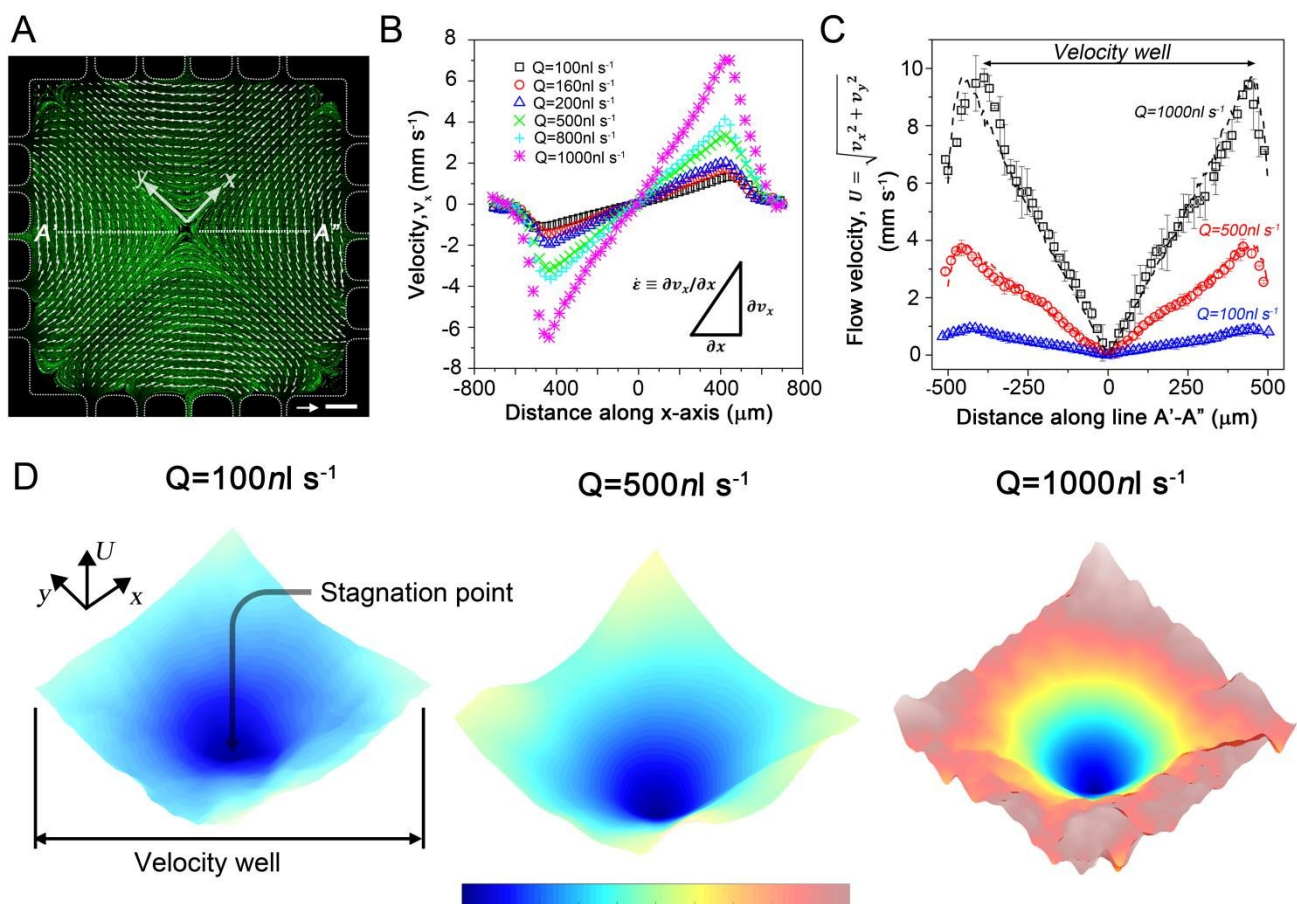 A
y
x
A'
A"
B
Q=100nl s⁻¹
Q=160nl s⁻¹
Q=200nl s⁻¹
Q=500nl s⁻¹
Q=800nl s⁻¹
Q=1000nl s⁻¹
Velocity, vₓ (mm s⁻¹)
8
6
4
2
0
-2
-4
-6
-8
ε̇ ≡ ∂vₓ/∂x
∂vₓ
∂x
-800 -400 0 400 800
Distance along x-axis (μm)
C
Velocity well
Flow velocity, U = √vₓ² + v_y²
(mm s⁻¹)
10
8
6
4
2
0
Q=1000nl s⁻¹
Q=500nl s⁻¹
Q=100nl s⁻¹
-500 -250 0 250 500
Distance along line A'-A" (μm)
D
Q=100nl s⁻¹
Q=500nl s⁻¹
Q=1000nl s⁻¹
U
y
x
Stagnation point
Velocity well